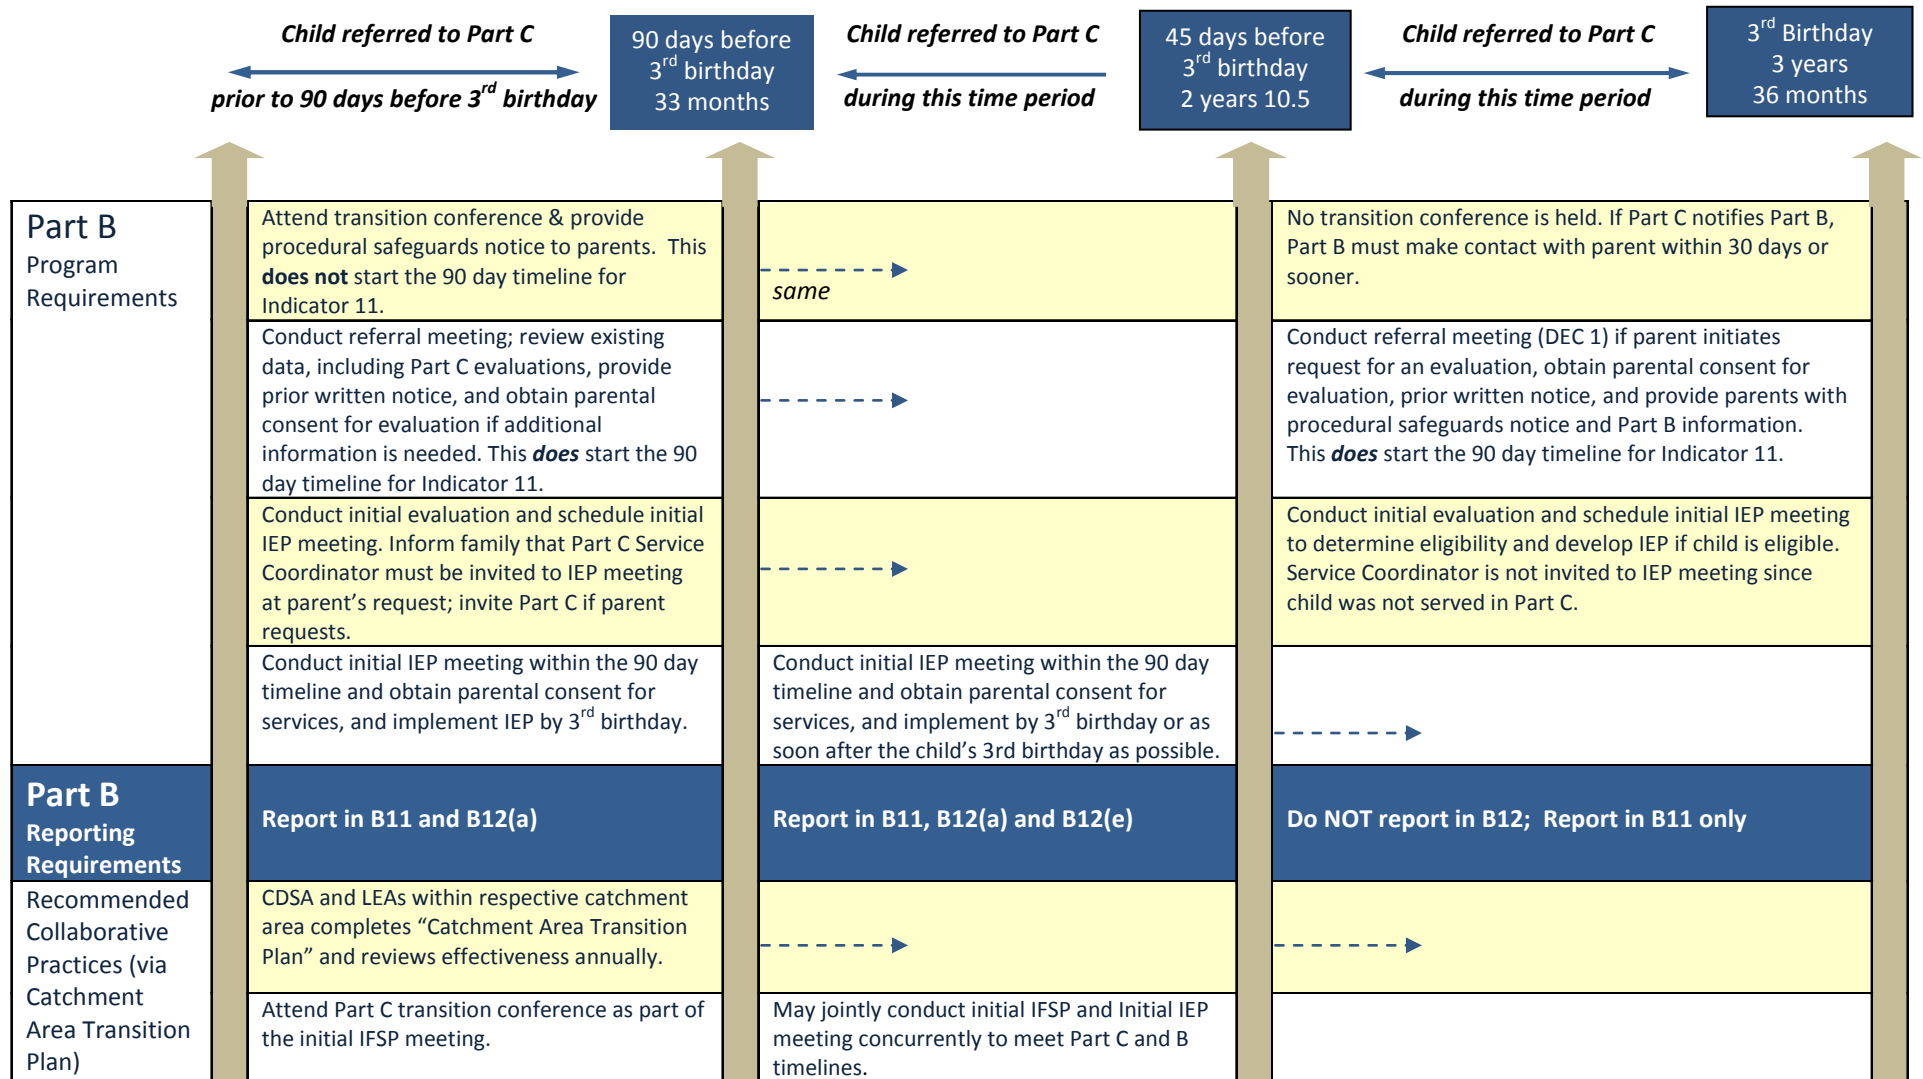 Child referred to Part C
prior to 90 days before 3rd birthday
90 days before
3rd birthday
33 months
Child referred to Part C
during this time period
45 days before
3rd birthday
2 years 10.5
Child referred to Part C
during this time period
3rd Birthday
3 years
36 months
Part B
Program
Requirements
Attend transition conference & provide
procedural safeguards notice to parents.  This
does not start the 90 day timeline for
Indicator 11.
same
No transition conference is held. If Part C notifies Part B,
Part B must make contact with parent within 30 days or
sooner.
Conduct referral meeting; review existing
data, including Part C evaluations, provide
prior written notice, and obtain parental
consent for evaluation if additional
information is needed. This does start the 90
day timeline for Indicator 11.
Conduct referral meeting (DEC 1) if parent initiates
request for an evaluation, obtain parental consent for
evaluation, prior written notice, and provide parents with
procedural safeguards notice and Part B information.
This does start the 90 day timeline for Indicator 11.
Conduct initial evaluation and schedule initial
IEP meeting. Inform family that Part C Service
Coordinator must be invited to IEP meeting
at parent’s request; invite Part C if parent
requests.
Conduct initial evaluation and schedule initial IEP meeting
to determine eligibility and develop IEP if child is eligible.
Service Coordinator is not invited to IEP meeting since
child was not served in Part C.
Conduct initial IEP meeting within the 90 day
timeline and obtain parental consent for
services, and implement IEP by 3rd birthday.
Conduct initial IEP meeting within the 90 day
timeline and obtain parental consent for
services, and implement by 3rd birthday or as
soon after the child’s 3rd birthday as possible.
Part B
Reporting
Requirements
Report in B11 and B12(a)
Report in B11, B12(a) and B12(e)
Do NOT report in B12;  Report in B11 only
Recommended
Collaborative
Practices (via
Catchment
Area Transition
Plan)
CDSA and LEAs within respective catchment
area completes “Catchment Area Transition
Plan” and reviews effectiveness annually.
Attend Part C transition conference as part of
the initial IFSP meeting.
May jointly conduct initial IFSP and Initial IEP
meeting concurrently to meet Part C and B
timelines.